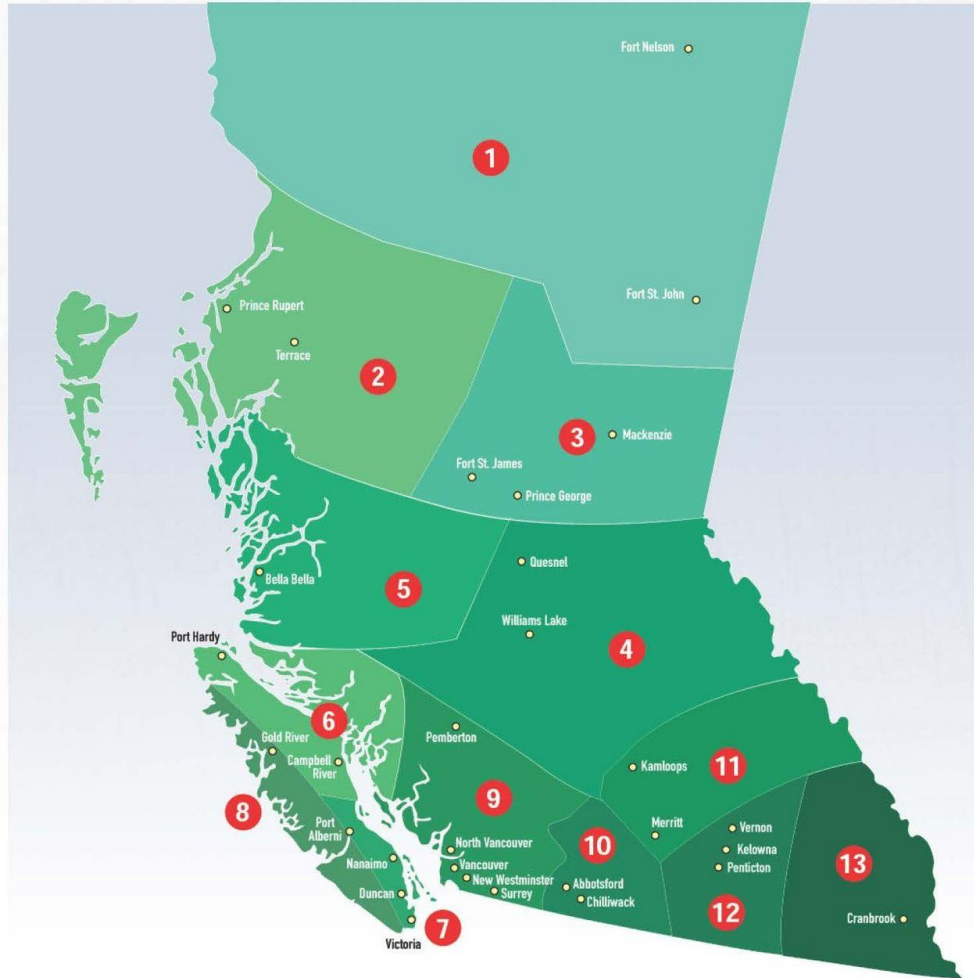 Fort Nelson
1
Fort St. John
Prince Rupert
Terrace
2
3
Mackenzie
Fort St. James
Prince George
Quesnel
Bella Bella
5
Williams Lake
4
Port Hardy
6
Gold River
Campbell
River
Pemberton
Kamloops
11
8
9
Port
Alberni
Merritt
Vernon
North Vancouver
10
Kelowna
Nanaimo
Vancouver
Penticton
13
New Westminster
Abbotsford
Duncan
Surrey
Chilliwack
12
Cranbrook
7
Victoria